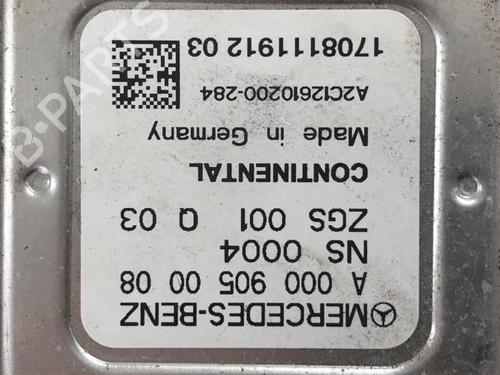 MERCEDES-BENZ
A 000 905 00 08
NS 0004
ZGS 001 Q 03
CONTINENTAL
Made in Germany
A2C12610200-284
1708111912 03
B-PARTS